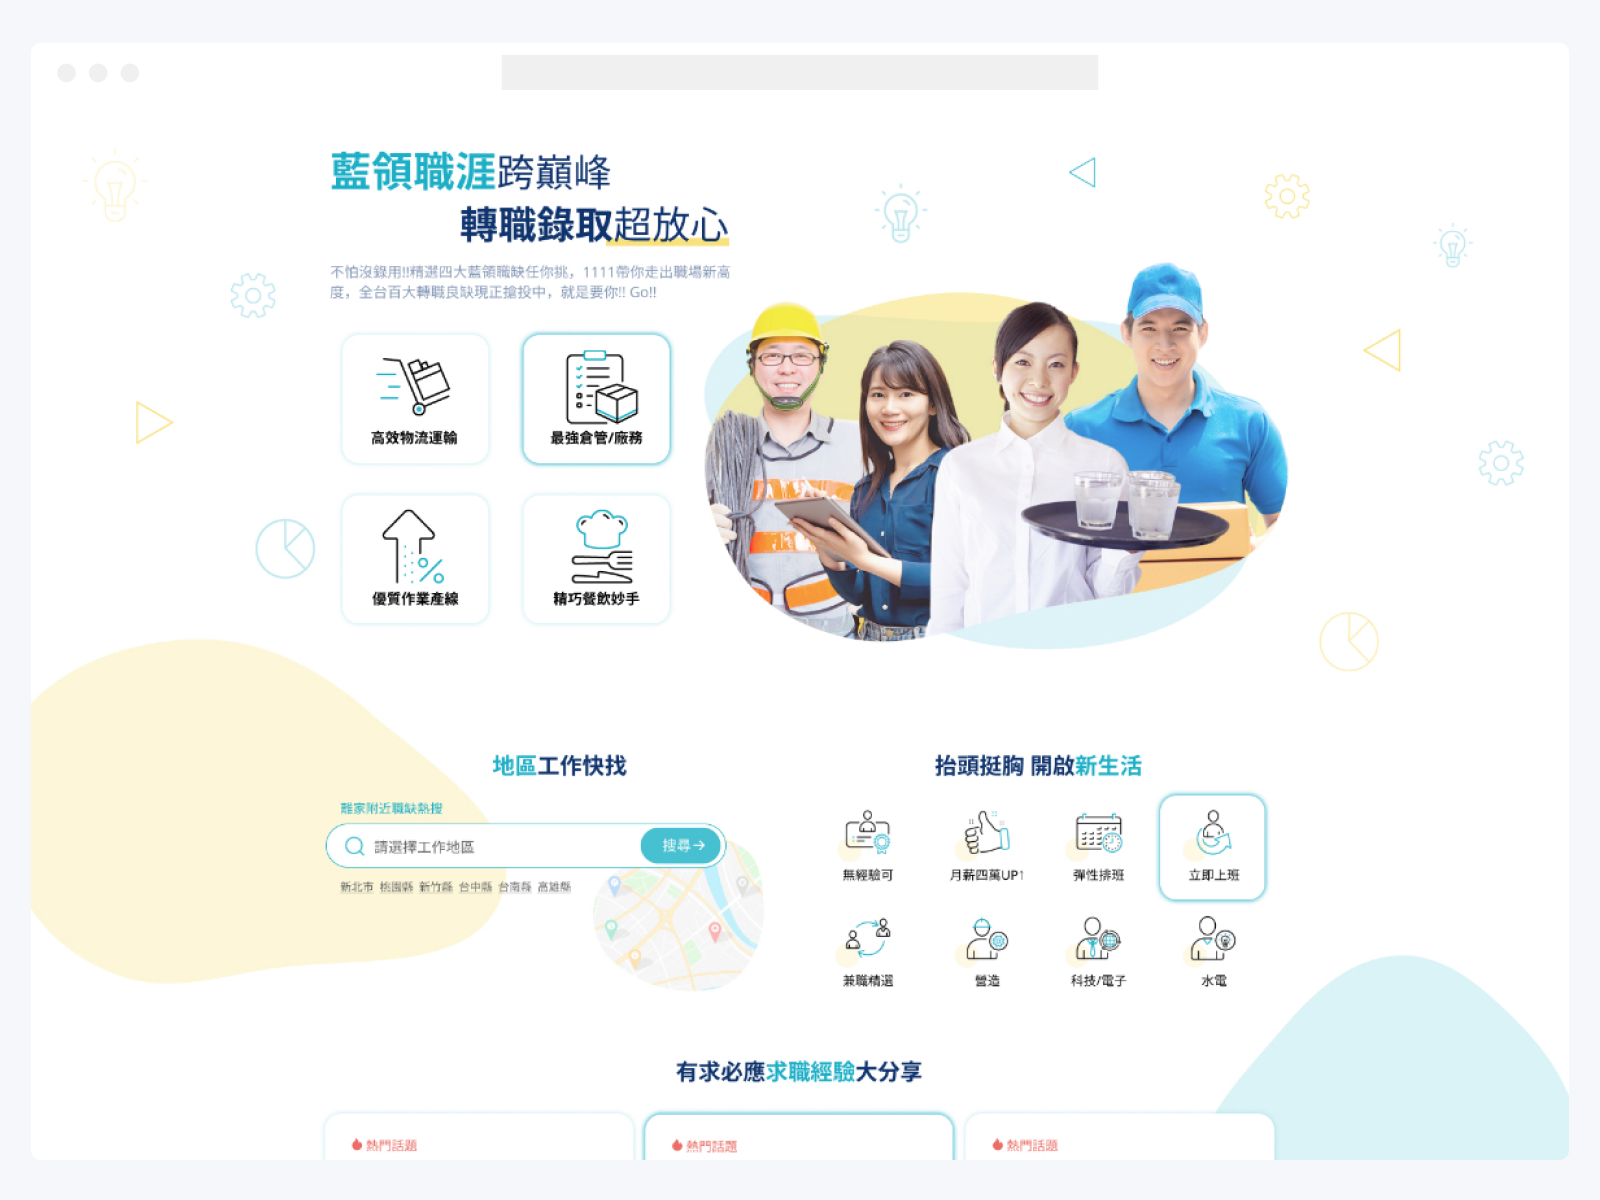 藍領職涯跨巔峰
轉職錄取超放心
不怕沒錄用!!精選四大藍領職缺任你挑，1111帶你走出職場新高
度，全台百大轉職良缺現正搶投中，就是要你!! Go!!
高效物流運輸
最強倉管/廠務
優質作業產線
精巧餐飲妙手
地區工作快找
離家附近職缺熱搜
請選擇工作地區
搜尋→
新北市 桃園縣 新竹縣 台中縣 台南縣 高雄縣
抬頭挺胸 開啟新生活
無經驗可
月薪四萬UP↑
彈性排班
立即上班
兼職精選
營造
科技/電子
水電
有求必應求職經驗大分享
熱門話題
熱門話題
熱門話題